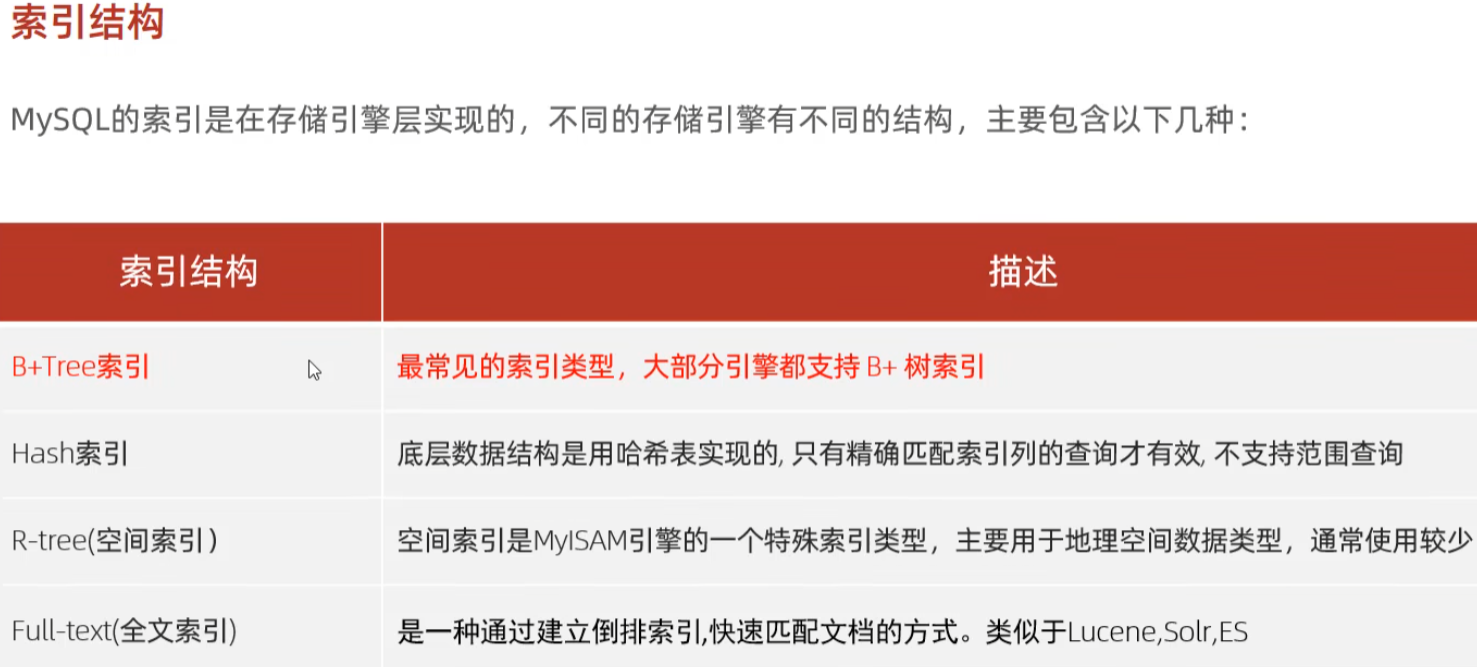 索引结构
MySQL的索引是在存储引擎层实现的，不同的存储引擎有不同的结构，主要包含以下几种：
索引结构 描述
B+Tree索引 最常见的索引类型，大部分引擎都支持 B+ 树索引
Hash索引 底层数据结构是用哈希表实现的, 只有精确匹配索引列的查询才有效, 不支持范围查询
R-tree(空间索引） 空间索引是MyISAM引擎的一个特殊索引类型，主要用于地理空间数据类型，通常使用较少
Full-text(全文索引) 是一种通过建立倒排索引,快速匹配文档的方式。类似于Lucene,Solr,ES